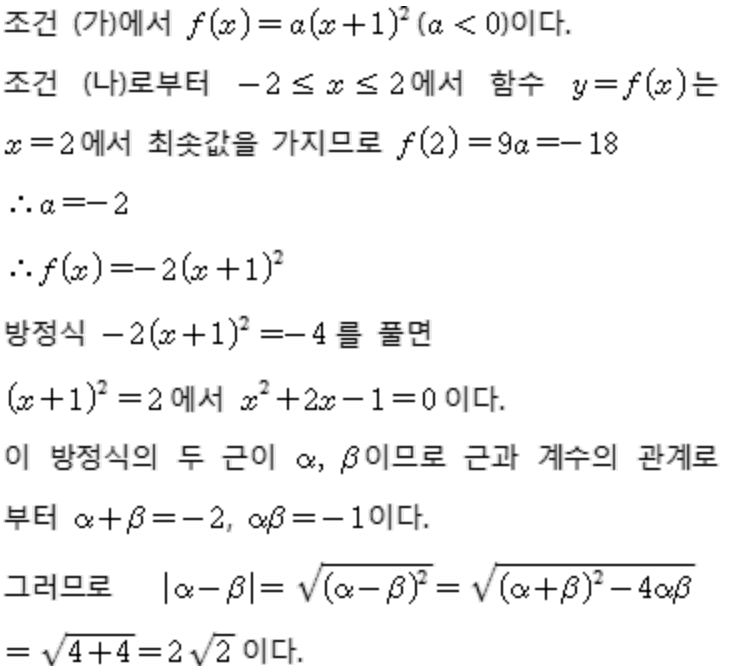 조건 (가)에서 f(x)=a(x+1)²(a<0)이다.
조건 (나)로부터 -2≤x≤2에서 함수 y=f(x)는
x=2에서 최솟값을 가지므로 f(2)=9a=-18
∴a=-2
∴f(x)=-2(x+1)²
방정식 -2(x+1)²=-4를 풀면
(x+1)²=2에서 x²+2x-1=0이다.
이 방정식의 두 근이 α, β이므로 근과 계수의 관계로
부터 α+β=-2, αβ=-1이다.
그러므로 |α-β|=√(α-β)²=√(α+β)²-4αβ
=√4+4=2√2 이다.